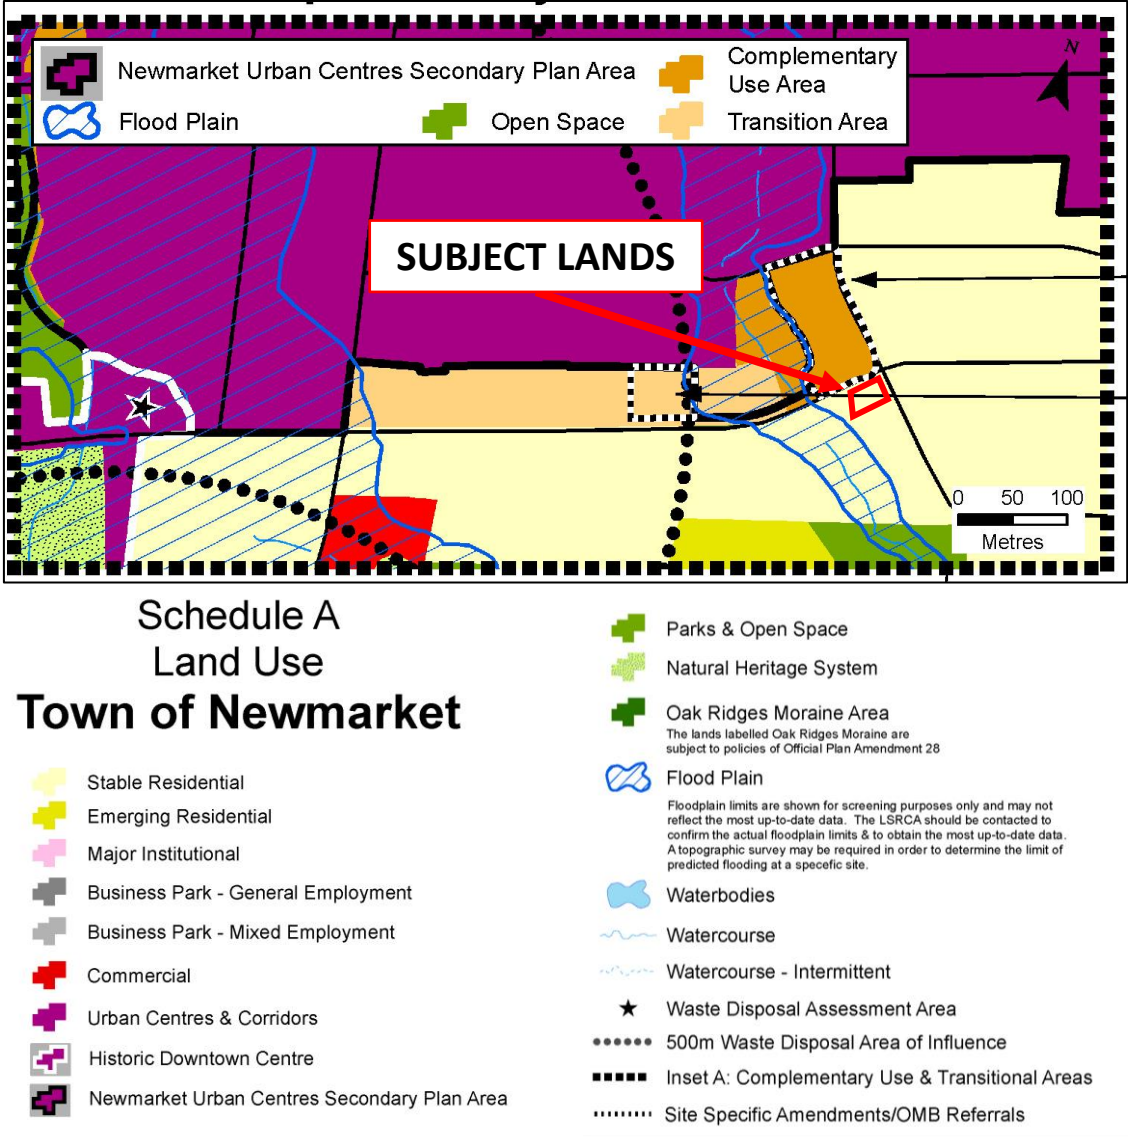 Newmarket Urban Centres Secondary Plan Area
Complementary
Use Area
Flood Plain
Open Space
Transition Area
N
SUBJECT LANDS
0 50 100
Metres
Schedule A
Land Use
Town of Newmarket
Stable Residential
Emerging Residential
Major Institutional
Business Park - General Employment
Business Park - Mixed Employment
Commercial
Urban Centres & Corridors
Historic Downtown Centre
Newmarket Urban Centres Secondary Plan Area
Parks & Open Space
Natural Heritage System
Oak Ridges Moraine Area
The lands labelled Oak Ridges Moraine are
subject to policies of Official Plan Amendment 28
Flood Plain
Floodplain limits are shown for screening purposes only and may not
reflect the most up-to-date data. The LSRCA should be contacted to
confirm the actual floodplain limits & to obtain the most up-to-date data.
A topographic survey may be required in order to determine the limit of
predicted flooding at a specefic site.
Waterbodies
Watercourse
Watercourse - Intermittent
Waste Disposal Assessment Area
500m Waste Disposal Area of Influence
Inset A: Complementary Use & Transitional Areas
Site Specific Amendments/OMB Referrals